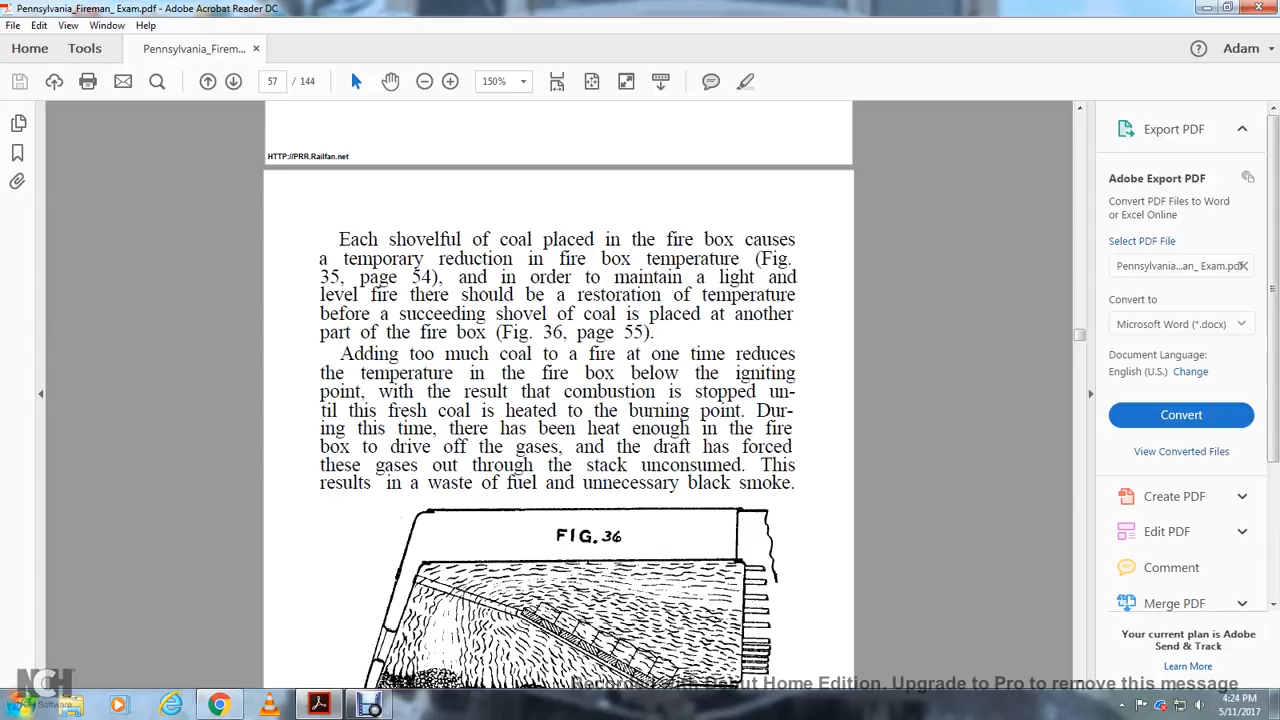 Pennsylvania_Fireman_ Exam.pdf - Adobe Acrobat Reader DC
File Edit View Window Help
Home Tools Pennsylvania_Firem... × Adam
57 / 144 150%
HTTP://PRR.Railfan.net
Each shovelful of coal placed in the fire box causes
a temporary reduction in fire box temperature (Fig.
35, page 54), and in order to maintain a light and
level fire there should be a restoration of temperature
before a succeeding shovel of coal is placed at another
part of the fire box (Fig. 36, page 55).
Adding too much coal to a fire at one time reduces
the temperature in the fire box below the igniting
point, with the result that combustion is stopped un-
til this fresh coal is heated to the burning point. Dur-
ing this time, there has been heat enough in the fire
box to drive off the gases, and the draft has forced
these gases out through the stack unconsumed. This
results in a waste of fuel and unnecessary black smoke.
FIG. 36
Export PDF
Adobe Export PDF
Convert PDF Files to Word
or Excel Online
Select PDF File
Pennsylvania...an_ Exam.pdf
Convert to
Microsoft Word (*.docx)
Document Language:
English (U.S.) Change
Convert
View Converted Files
Create PDF
Edit PDF
Comment
Merge PDF
Your current plan is Adobe
Send & Track
Learn More
NCH
Software
Debut Home Edition. Upgrade to Pro to remove this message
4:24 PM
5/11/2017